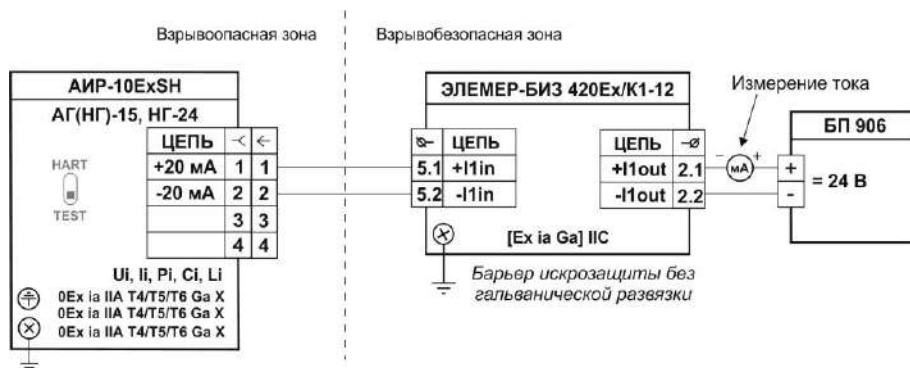 Взрывоопасная зона
Взрывобезопасная зона
АИР-10ExSH
АГ(НГ)-15, НГ-24
HART
TEST
ЦЕПЬ
+20 мА 1 1
-20 мА 2 2
3 3
4 4
Ui, Ii, Pi, Ci, Li
0Ex ia IIA T4/T5/T6 Ga X
0Ex ia IIA T4/T5/T6 Ga X
0Ex ia IIA T4/T5/T6 Ga X
ЭЛЕМЕР-БИЗ 420Ex/K1-12
ЦЕПЬ
5.1 +I1in
5.2 -I1in
ЦЕПЬ
+I1out 2.1
-I1out 2.2
[Ex ia Ga] IIC
Барьер искрозащиты без
гальванической развязки
Измерение тока
- +
мА
БП 906
+
-
= 24 В